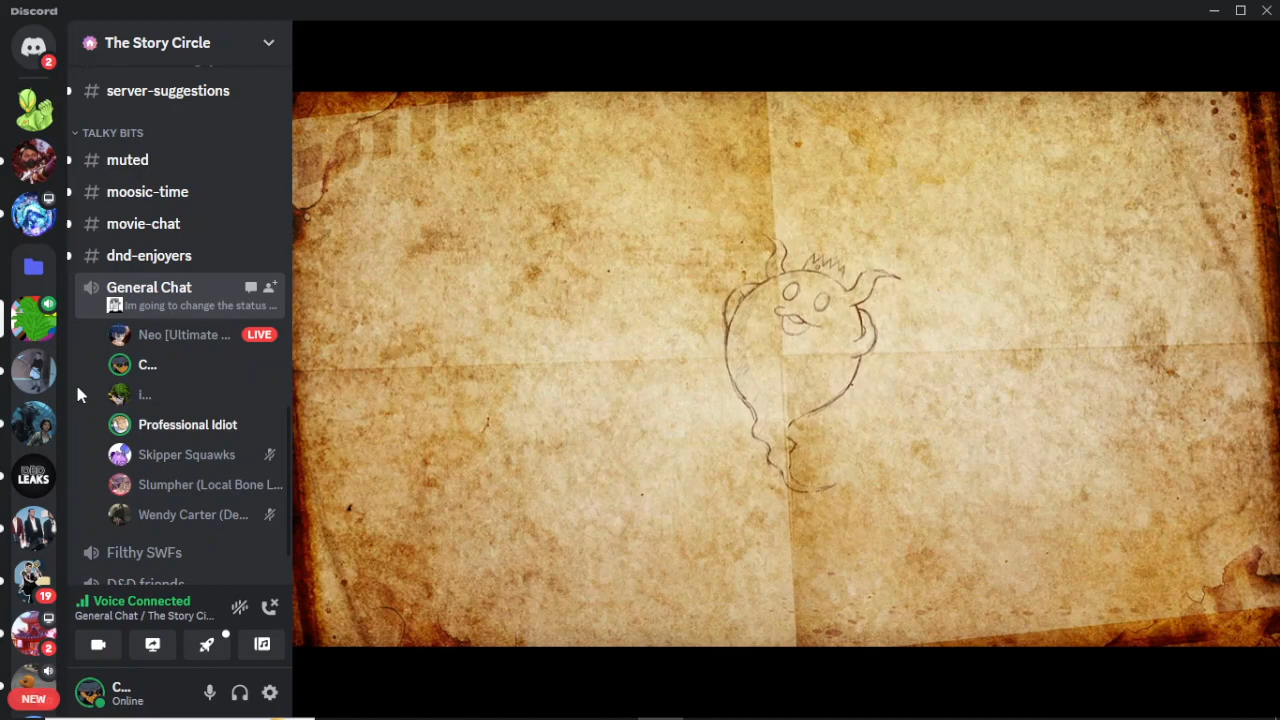 Discord
The Story Circle
2
server-suggestions
TALKY BITS
muted
moosic-time
movie-chat
dnd-enjoyers
General Chat
Im going to change the status ...
Neo [Ultimate ...
LIVE
C...
i...
Professional Idiot
Skipper Squawks
DBD
LEAKS
Slumpher (Local Bone L...
Wendy Carter (De...
Filthy SWFs
D&D friends
19
Voice Connected
General Chat / The Story Ci...
2
NEW
C...
Online